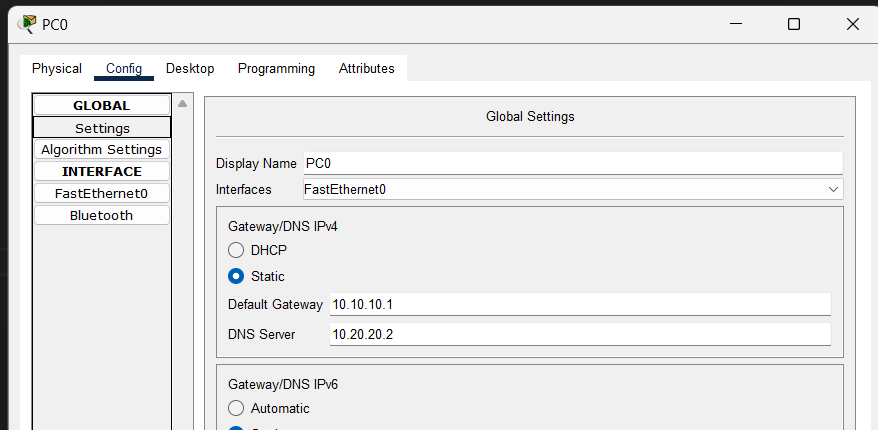 PC0
Physical Config Desktop Programming Attributes
GLOBAL
Settings
Algorithm Settings
INTERFACE
FastEthernet0
Bluetooth
Global Settings
Display Name PC0
Interfaces FastEthernet0
Gateway/DNS IPv4
DHCP
Static
Default Gateway 10.10.10.1
DNS Server 10.20.20.2
Gateway/DNS IPv6
Automatic